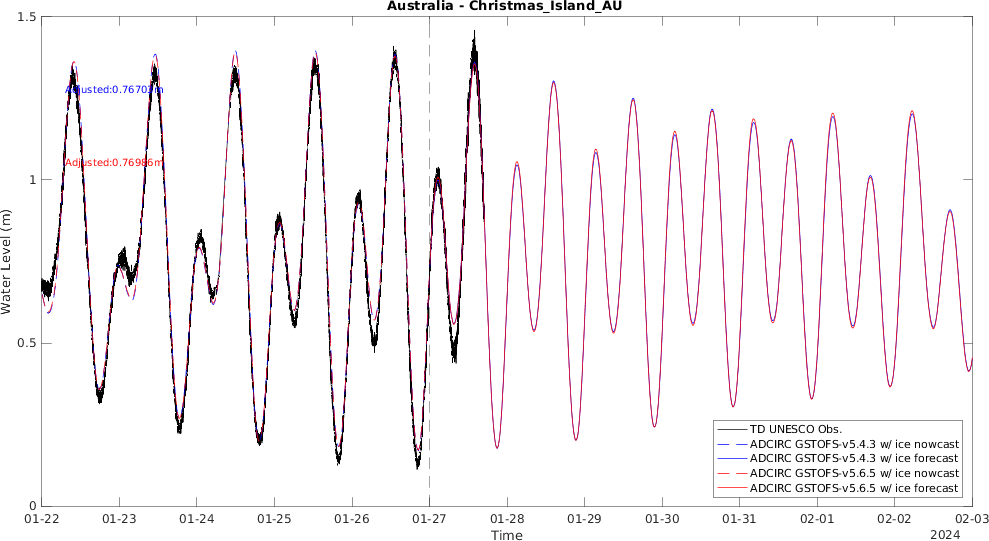 Australia - Christmas_Island_AU
1.5
Adjusted:0.76703m
Adjusted:0.76986m
1
0.5
0
Water Level (m)
TD UNESCO Obs.
ADCIRC GSTOFS-v5.4.3 w/ ice nowcast
ADCIRC GSTOFS-v5.4.3 w/ ice forecast
ADCIRC GSTOFS-v5.6.5 w/ ice nowcast
ADCIRC GSTOFS-v5.6.5 w/ ice forecast
01-22 01-23 01-24 01-25 01-26 01-27 01-28 01-29 01-30 01-31 02-01 02-02 02-03
Time
2024